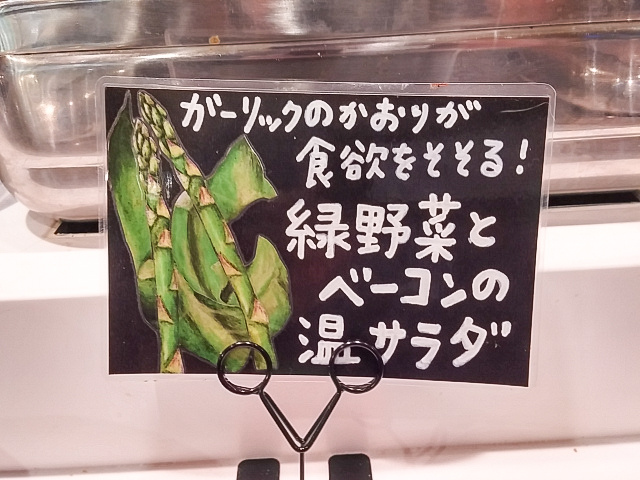 ガーリックのかおりが
食欲をそそる!
緑野菜と
ベーコンの
温サラダ